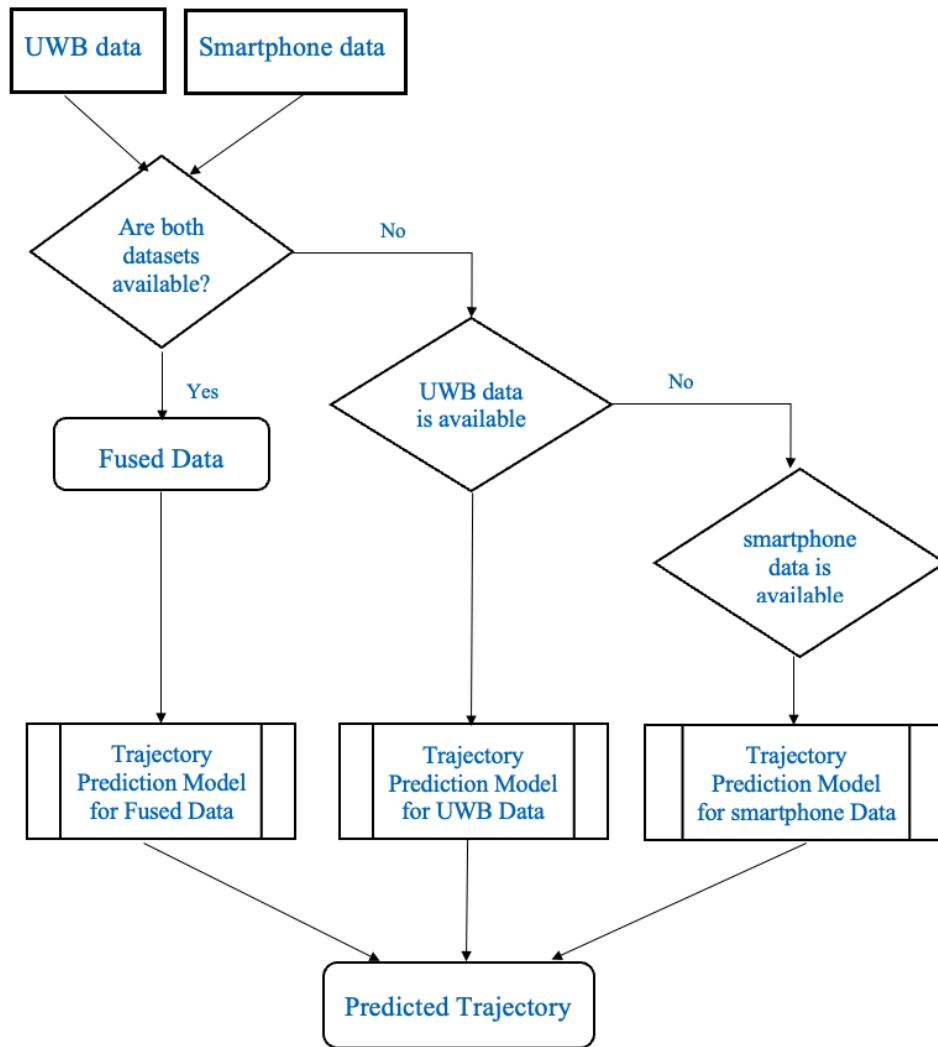 UWB data
Smartphone data
Are both
datasets
available?
No
Yes
UWB data
is available
No
Fused Data
smartphone
data is
available
Trajectory
Prediction Model
for Fused Data
Trajectory
Prediction Model
for UWB Data
Trajectory
Prediction Model
for smartphone Data
Predicted Trajectory